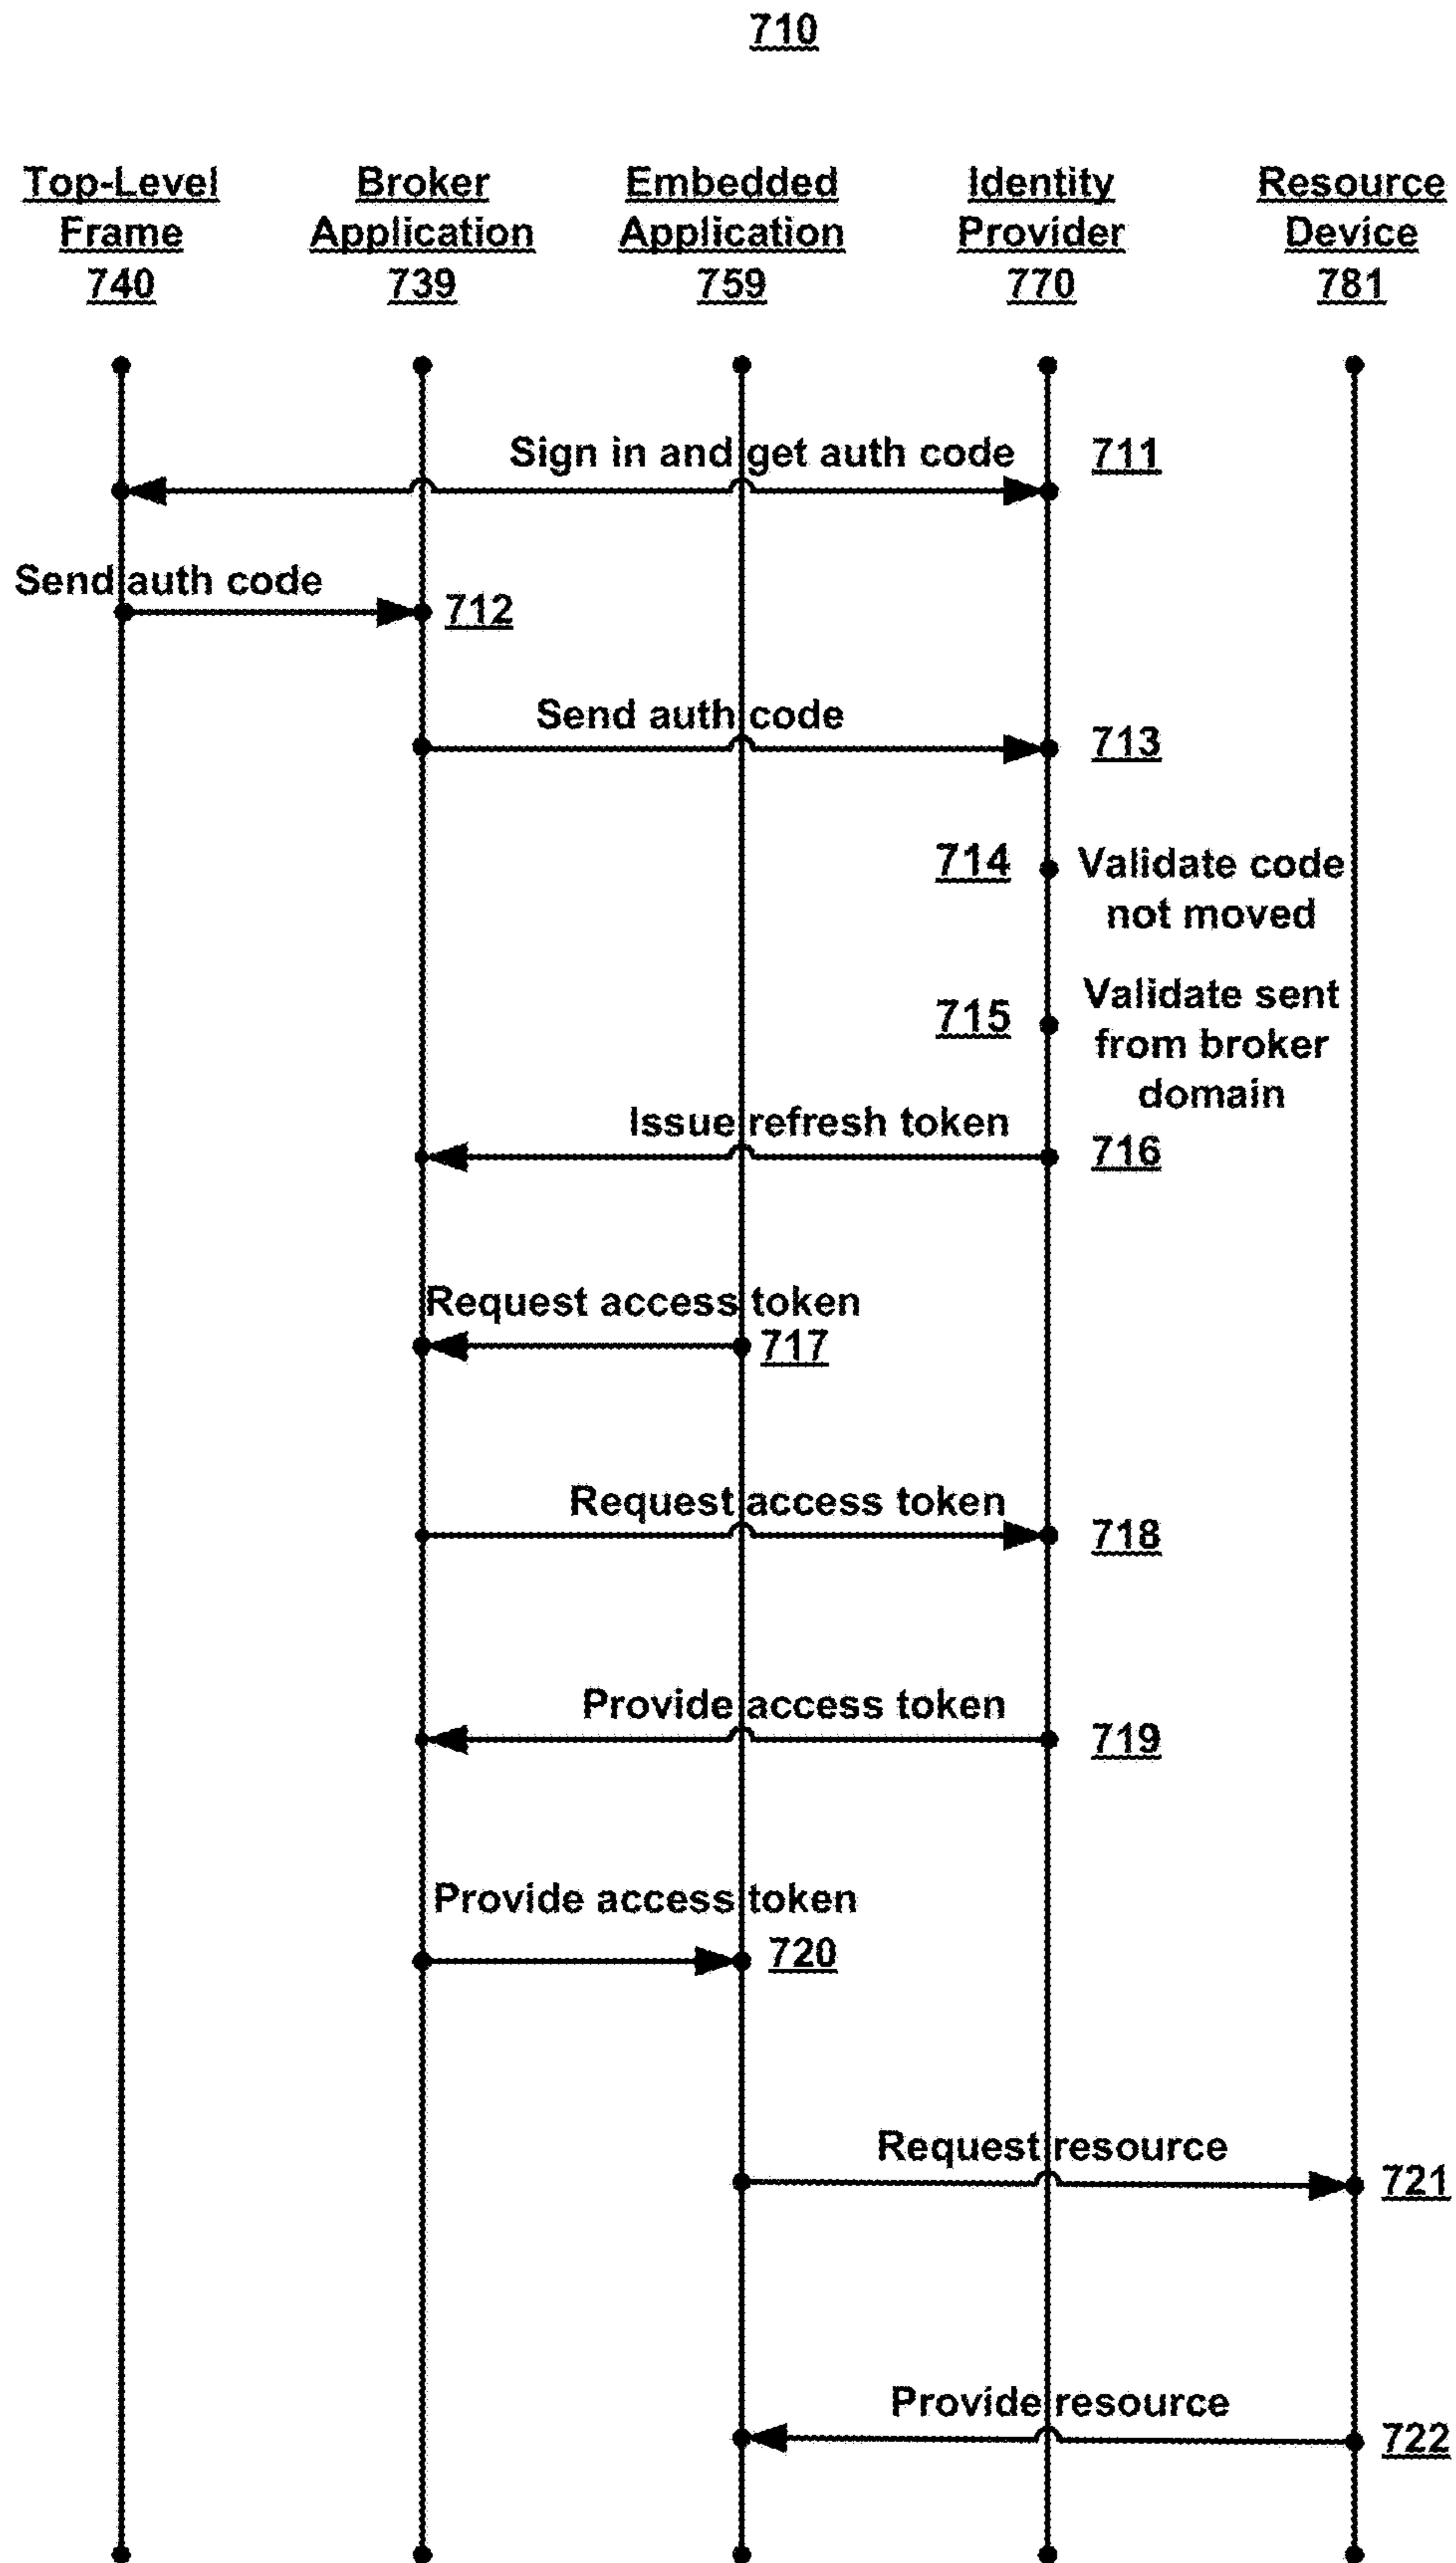 710
Top-Level
Frame
740
Broker
Application
739
Embedded
Application
759
Identity
Provider
770
Resource
Device
781
Sign in and get auth code
711
Send auth code
712
Send auth code
713
714
Validate code
not moved
715
Validate sent
from broker
domain
Issue refresh token
716
Request access token
717
Request access token
718
Provide access token
719
Provide access token
720
Request resource
721
Provide resource
722